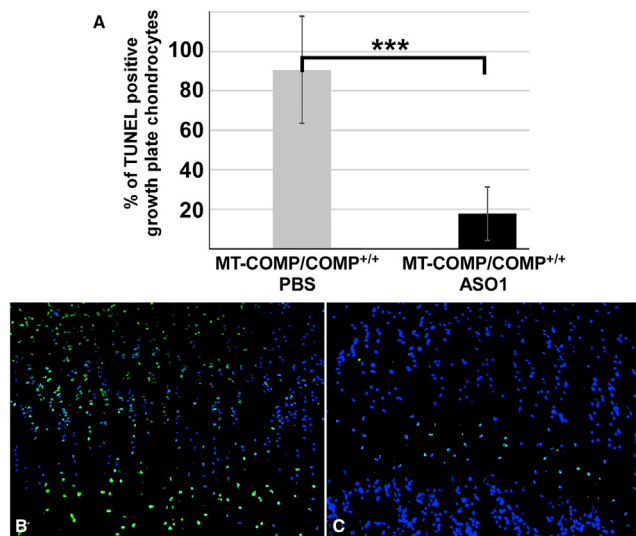 A
% of TUNEL positive
growth plate chondrocytes
100
80
60
40
20
***
MT-COMP/COMP+/+
PBS
MT-COMP/COMP+/+
ASO1
B
C